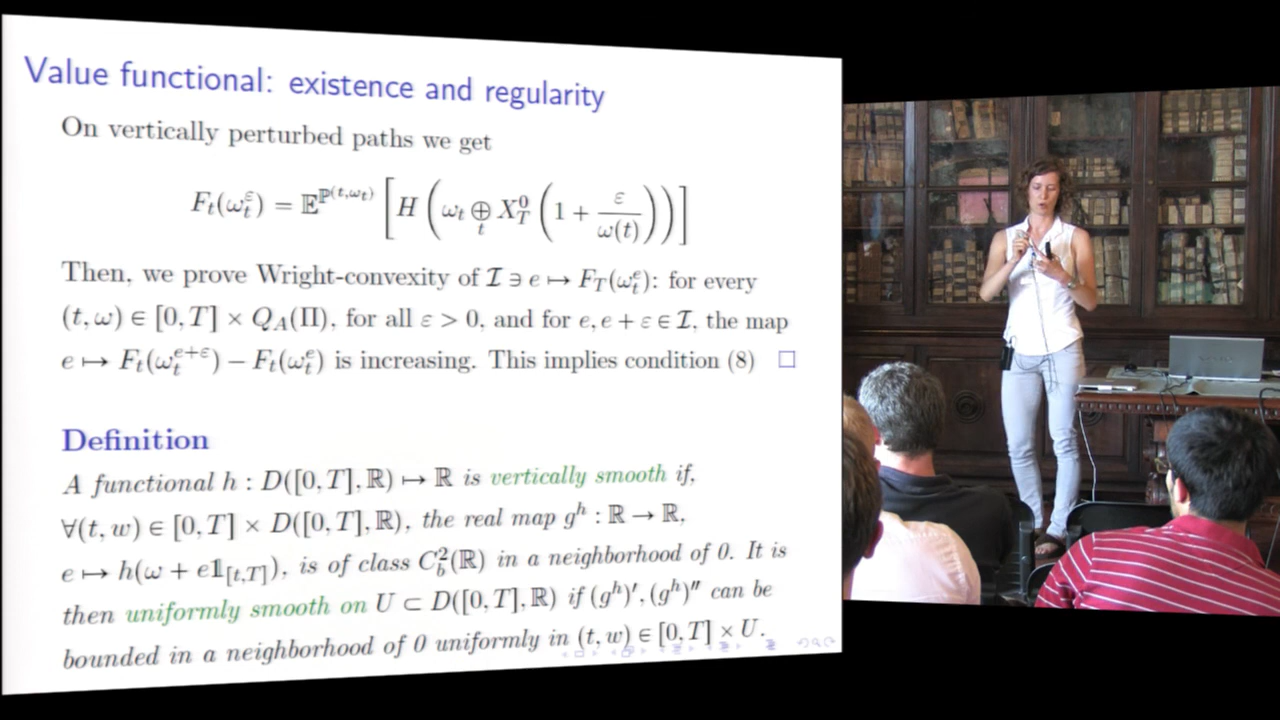 Value functional: existence and regularity
On vertically perturbed paths we get
F_t(ω_t^ε) = 𝔼^{ℙ^{(t,ω_t)}} [ H ( ω_t ⊕_t X_T^0 ( 1 + ε/ω(t) ) ) ]
Then, we prove Wright-convexity of ℐ ∋ e ↦ F_T(ω_t^e): for every
(t, ω) ∈ [0, T] × Q_A(Π), for all ε > 0, and for e, e + ε ∈ ℐ, the map
e ↦ F_t(ω_t^{e+ε}) − F_t(ω_t^e) is increasing. This implies condition (8) □
Definition
A functional h : D([0, T], ℝ) ↦ ℝ is vertically smooth if,
∀(t, w) ∈ [0, T] × D([0, T], ℝ), the real map g^h : ℝ → ℝ,
e ↦ h(ω + e𝟙_{[t,T]}), is of class C_b^2(ℝ) in a neighborhood of 0. It is
then uniformly smooth on U ⊂ D([0, T], ℝ) if (g^h)′, (g^h)″ can be
bounded in a neighborhood of 0 uniformly in (t, w) ∈ [0, T] × U.